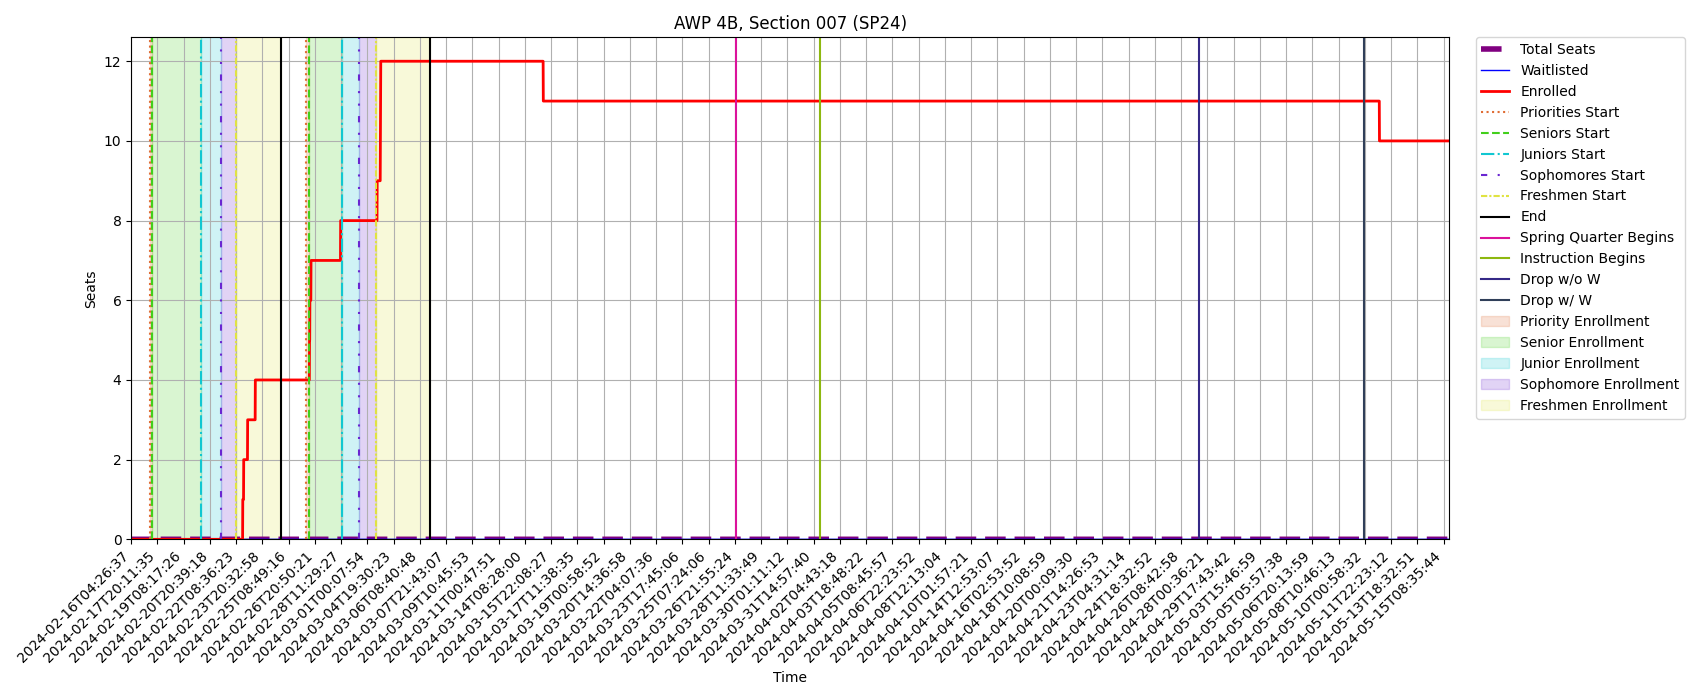 AWP 4B, Section 007 (SP24)
12
10
8
6
4
2
0
Seats
2024-02-16T04:26:37
2024-02-17T20:11:35
2024-02-19T08:17:26
2024-02-20T20:39:18
2024-02-22T08:36:23
2024-02-23T20:32:58
2024-02-25T08:49:16
2024-02-26T20:50:21
2024-02-28T11:29:27
2024-03-01T00:07:54
2024-03-04T19:30:23
2024-03-06T08:40:48
2024-03-07T21:43:07
2024-03-09T10:45:53
2024-03-11T00:47:51
2024-03-14T08:28:00
2024-03-15T22:08:27
2024-03-17T11:38:35
2024-03-19T00:58:52
2024-03-20T14:36:58
2024-03-22T04:07:36
2024-03-23T17:45:06
2024-03-25T07:24:06
2024-03-26T21:55:24
2024-03-28T11:33:49
2024-03-30T01:11:12
2024-03-31T14:57:40
2024-04-02T04:43:18
2024-04-03T18:48:22
2024-04-05T08:45:57
2024-04-06T22:23:52
2024-04-08T12:13:04
2024-04-10T01:57:21
2024-04-14T12:53:07
2024-04-16T02:53:52
2024-04-18T10:08:59
2024-04-20T00:09:30
2024-04-21T14:26:53
2024-04-23T04:31:14
2024-04-24T18:32:52
2024-04-26T08:42:58
2024-04-28T00:36:21
2024-04-29T17:43:42
2024-05-03T15:46:59
2024-05-05T05:57:38
2024-05-06T20:13:59
2024-05-08T10:46:13
2024-05-10T00:58:32
2024-05-11T22:23:12
2024-05-13T18:32:51
2024-05-15T08:35:44
Time
Total Seats
Waitlisted
Enrolled
Priorities Start
Seniors Start
Juniors Start
Sophomores Start
Freshmen Start
End
Spring Quarter Begins
Instruction Begins
Drop w/o W
Drop w/ W
Priority Enrollment
Senior Enrollment
Junior Enrollment
Sophomore Enrollment
Freshmen Enrollment